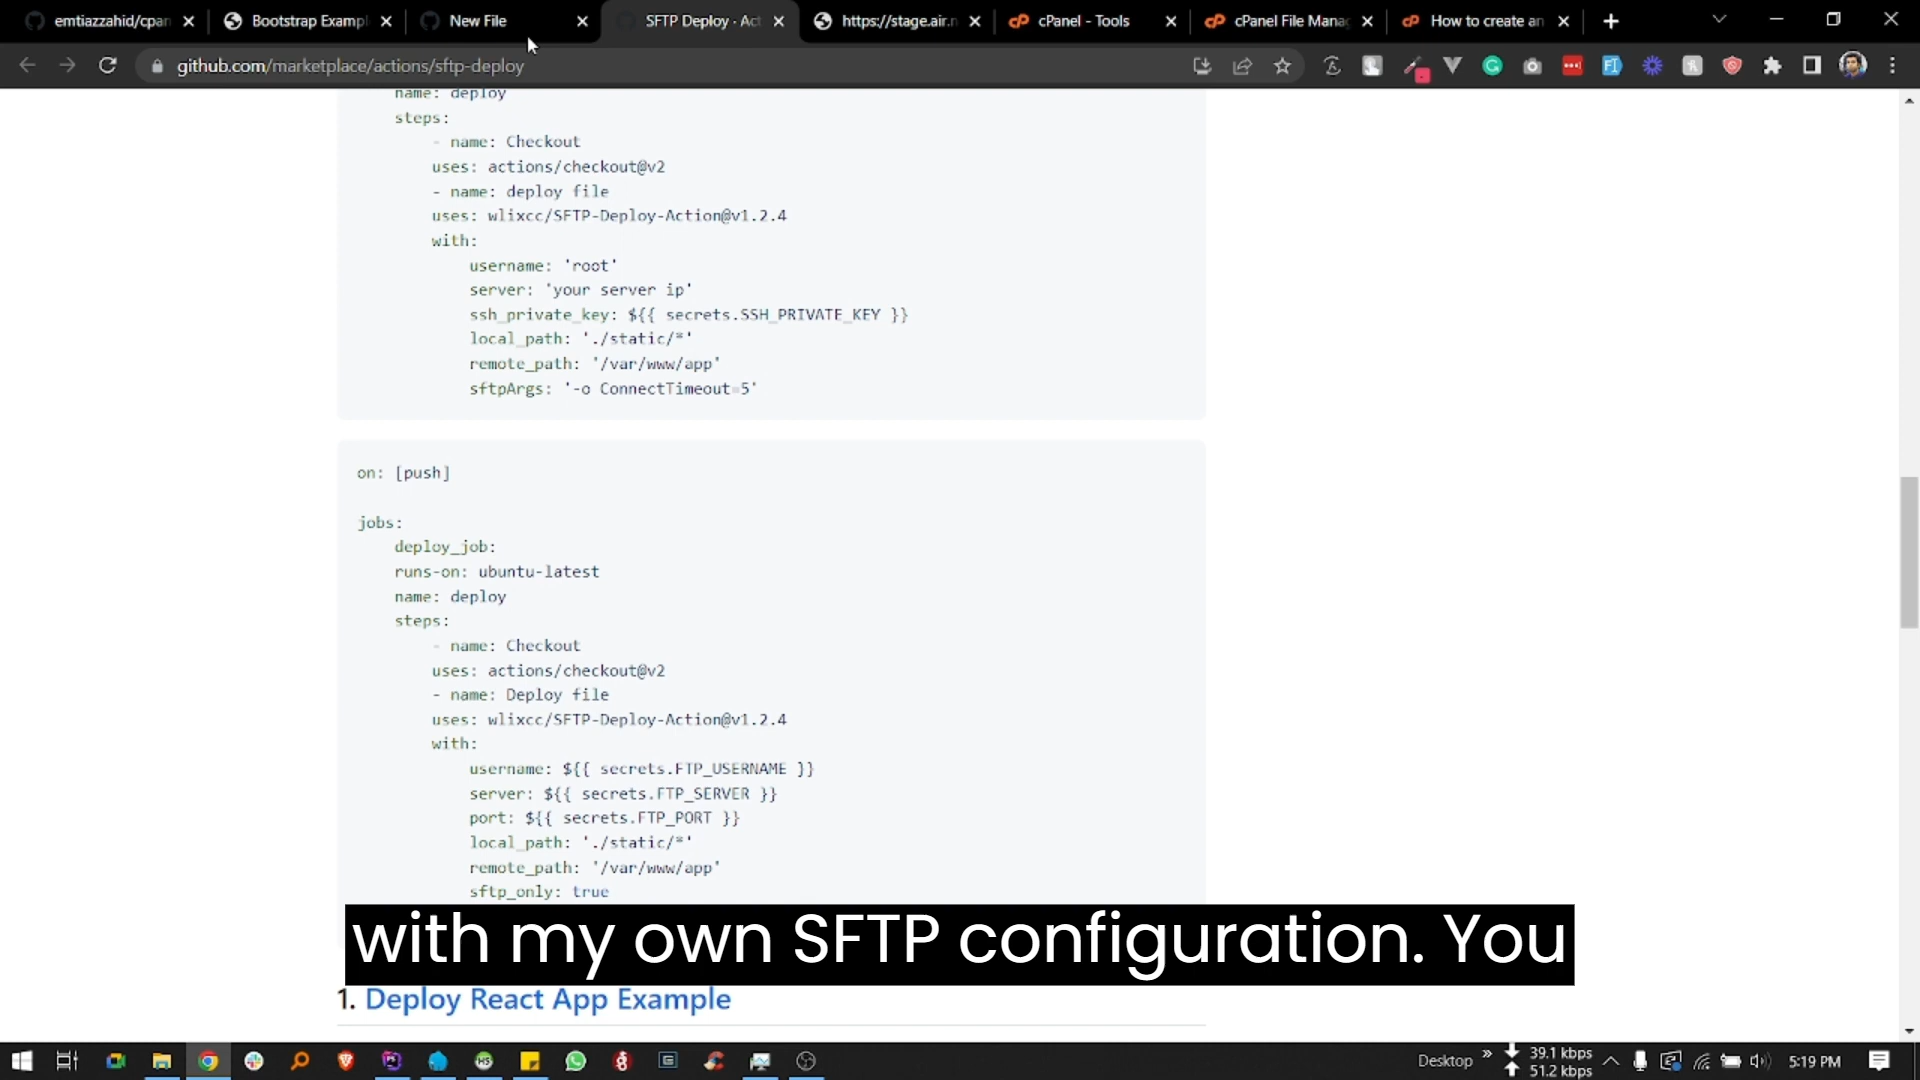 emtiazzahid/cpan
Bootstrap Exampl
New File
SFTP Deploy · Act
https://stage.air.n
cPanel - Tools
cPanel File Mana
How to create an
github.com/marketplace/actions/sftp-deploy
name: deploy
steps:
- name: Checkout
uses: actions/checkout@v2
- name: deploy file
uses: wlixcc/SFTP-Deploy-Action@v1.2.4
with:
username: 'root'
server: 'your server ip'
ssh_private_key: ${{ secrets.SSH_PRIVATE_KEY }}
local_path: './static/*'
remote_path: '/var/www/app'
sftpArgs: '-o ConnectTimeout=5'
on: [push]
jobs:
deploy_job:
runs-on: ubuntu-latest
name: deploy
steps:
- name: Checkout
uses: actions/checkout@v2
- name: Deploy file
uses: wlixcc/SFTP-Deploy-Action@v1.2.4
with:
username: ${{ secrets.FTP_USERNAME }}
server: ${{ secrets.FTP_SERVER }}
port: ${{ secrets.FTP_PORT }}
local_path: './static/*'
remote_path: '/var/www/app'
sftp_only: true
with my own SFTP configuration. You
1. Deploy React App Example
Desktop
39.1 kbps
51.2 kbps
5:19 PM